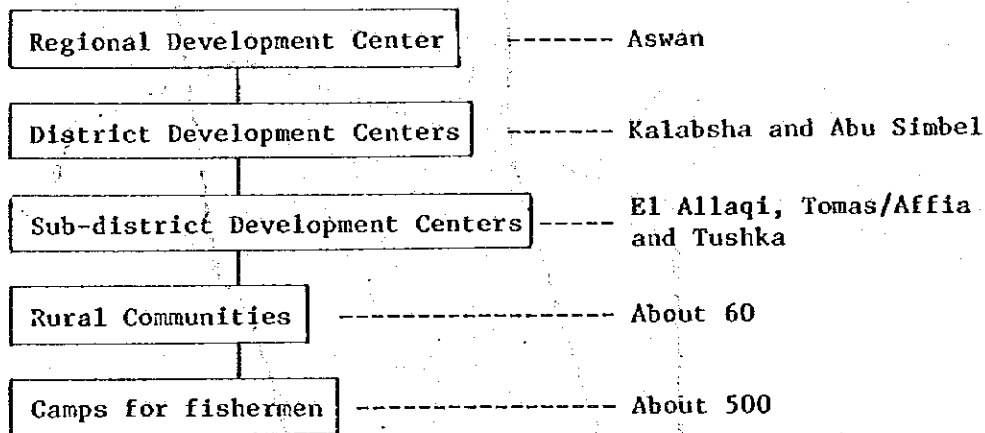 Regional Development Center ------- Aswan
District Development Centers ------- Kalabsha and Abu Simbel
Sub-district Development Centers ----- El Allaqi, Tomas/Affia
and Tushka
Rural Communities -------------- About 60
Camps for fishermen ------------- About 500